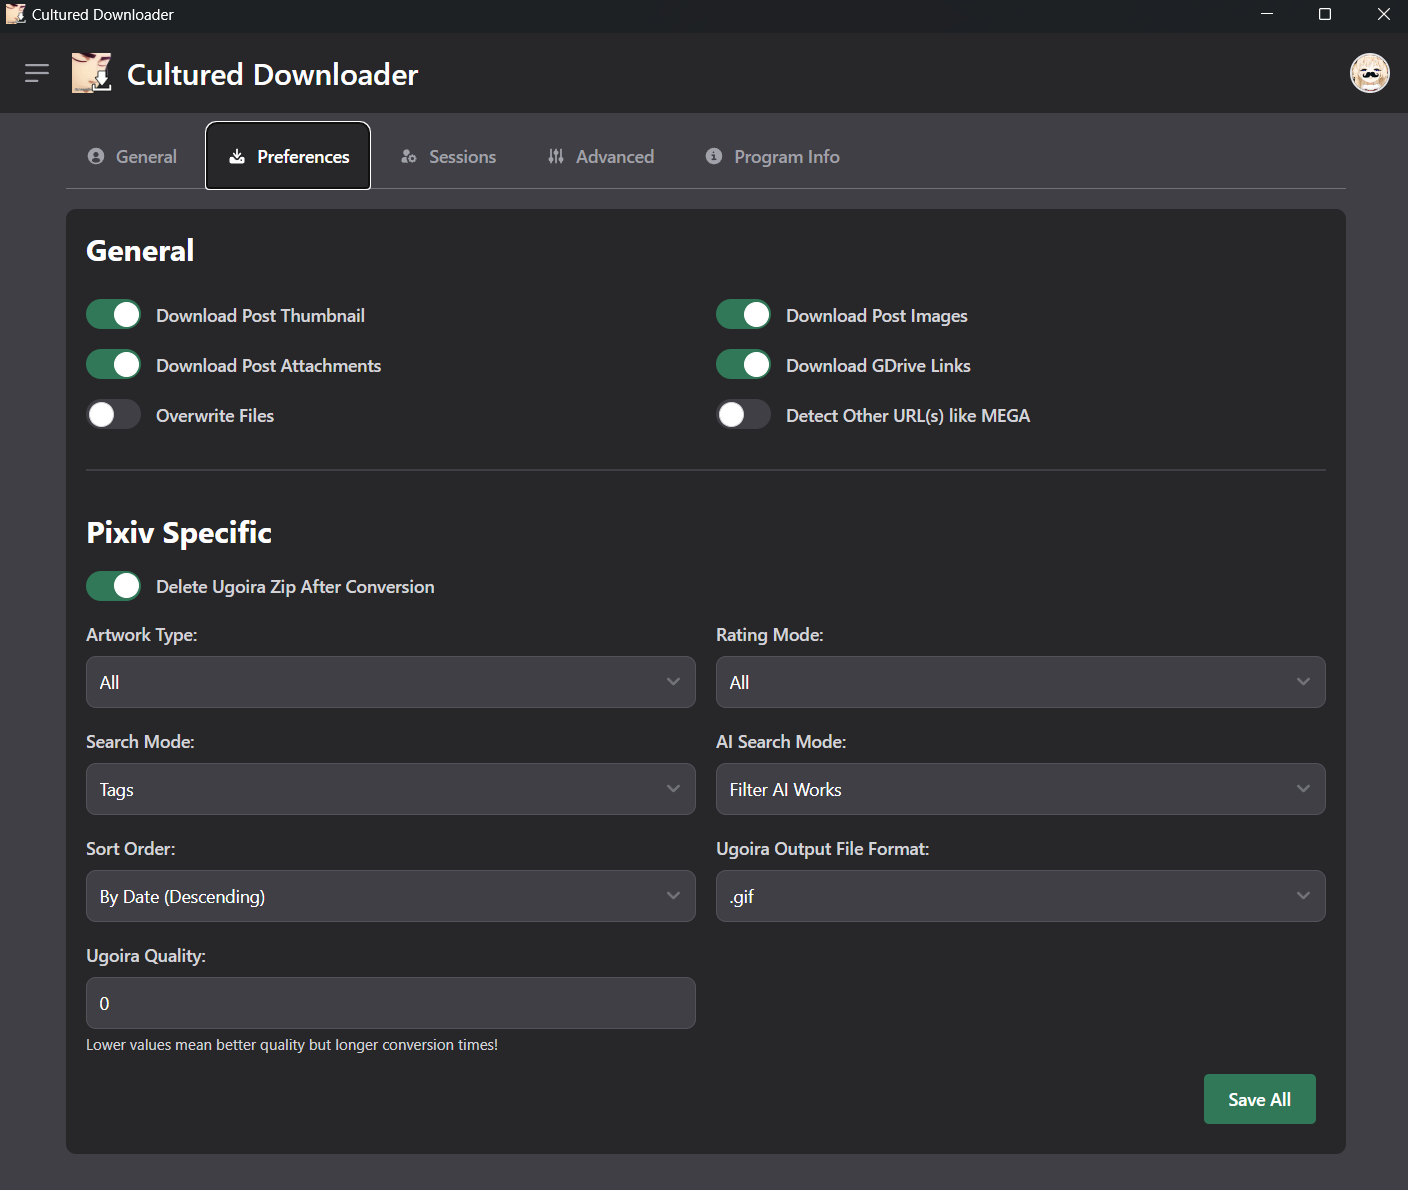 Cultured Downloader
Cultured Downloader
General
Preferences
Sessions
Advanced
Program Info
General
Download Post Thumbnail
Download Post Images
Download Post Attachments
Download GDrive Links
Overwrite Files
Detect Other URL(s) like MEGA
Pixiv Specific
Delete Ugoira Zip After Conversion
Artwork Type:
Rating Mode:
All
All
Search Mode:
AI Search Mode:
Tags
Filter AI Works
Sort Order:
Ugoira Output File Format:
By Date (Descending)
.gif
Ugoira Quality:
0
Lower values mean better quality but longer conversion times!
Save All